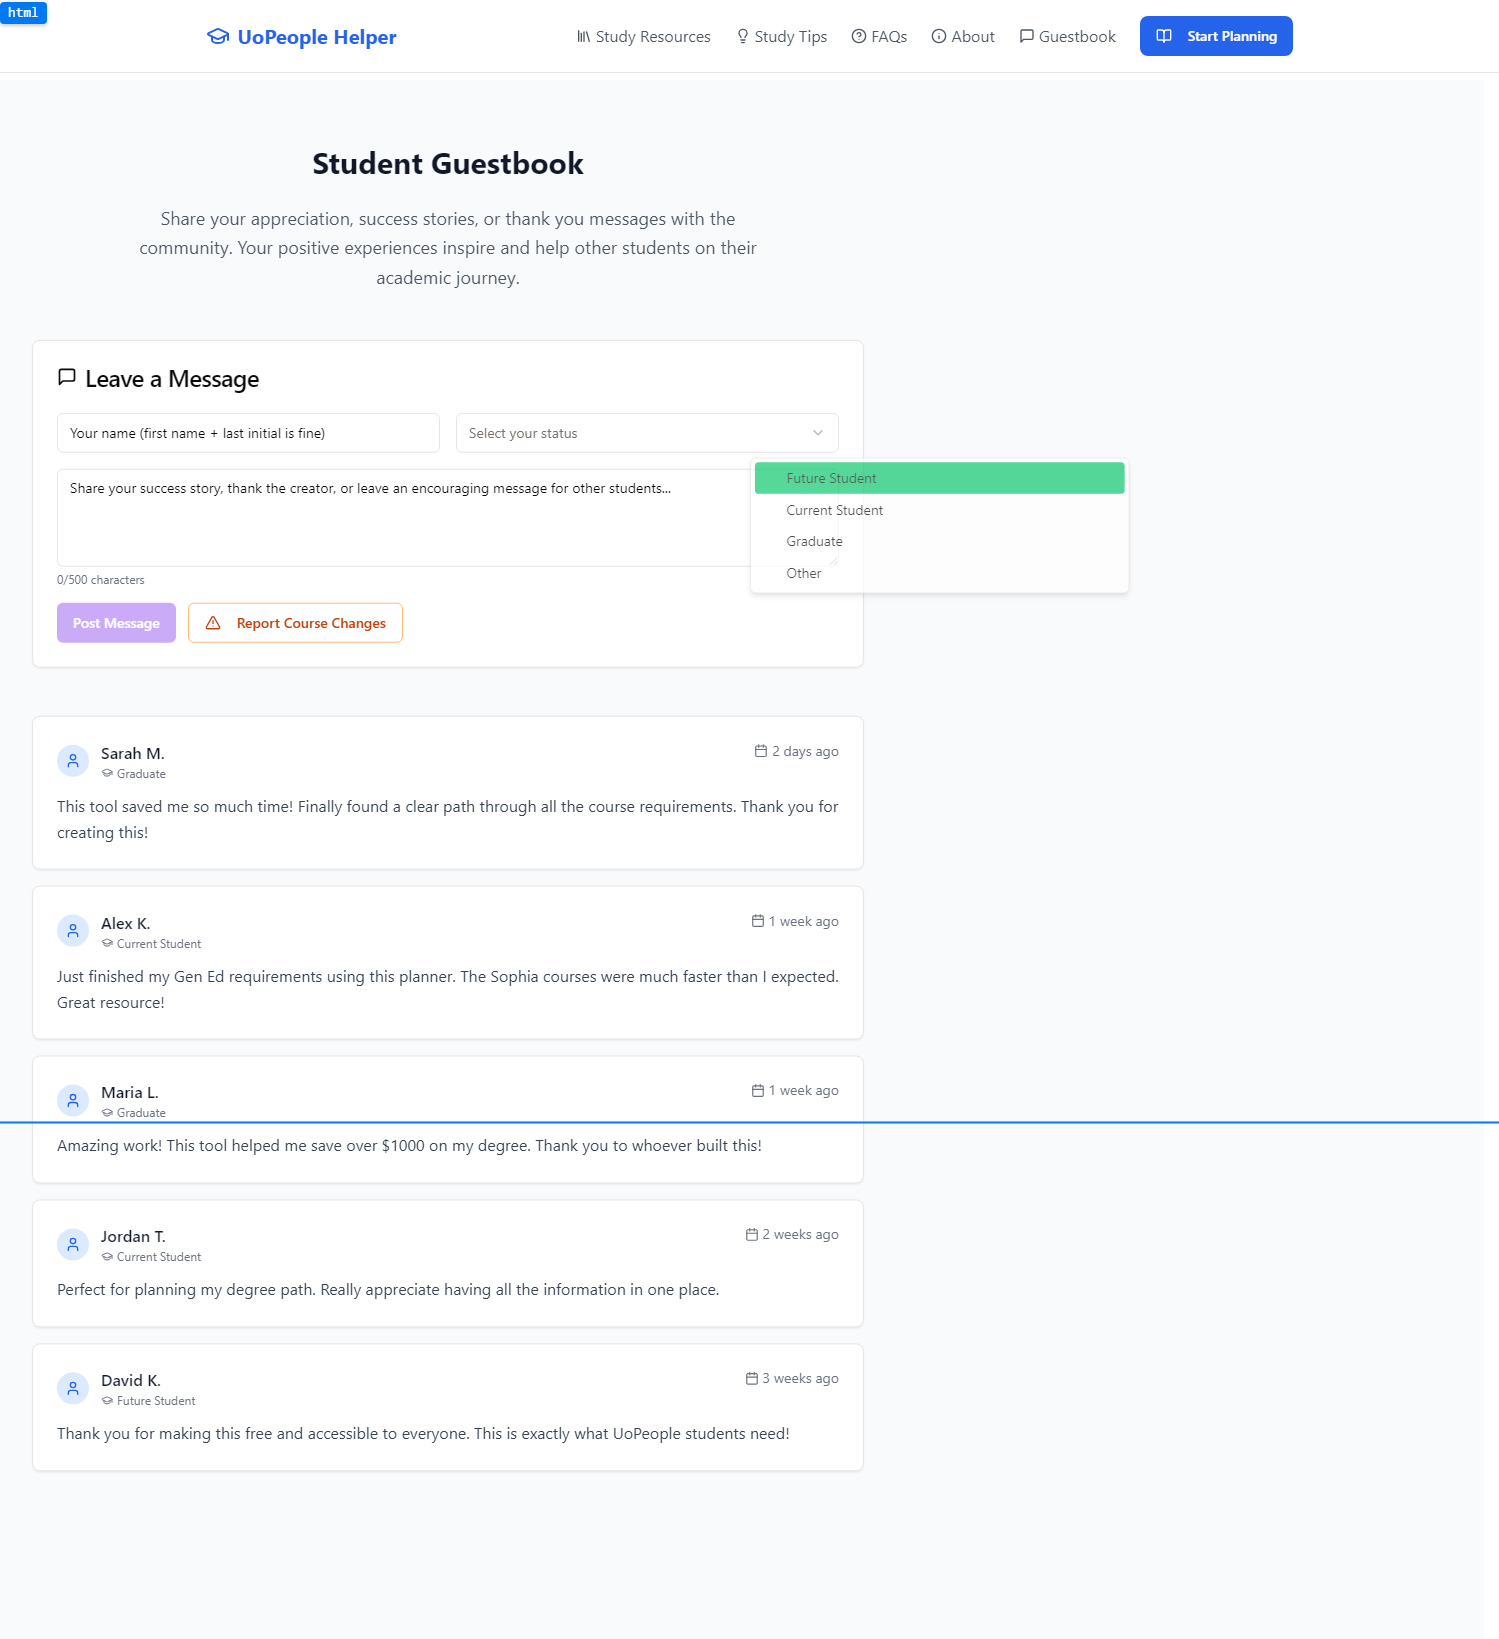 html
UoPeople Helper
Study Resources
Study Tips
FAQs
About
Guestbook
Start Planning
Student Guestbook
Share your appreciation, success stories, or thank you messages with the
community. Your positive experiences inspire and help other students on their
academic journey.
Leave a Message
Your name (first name + last initial is fine)
Select your status
Future Student
Current Student
Graduate
Other
Share your success story, thank the creator, or leave an encouraging message for other students...
0/500 characters
Post Message
Report Course Changes
Sarah M.
Graduate
2 days ago
This tool saved me so much time! Finally found a clear path through all the course requirements. Thank you for
creating this!
Alex K.
Current Student
1 week ago
Just finished my Gen Ed requirements using this planner. The Sophia courses were much faster than I expected.
Great resource!
Maria L.
Graduate
1 week ago
Amazing work! This tool helped me save over $1000 on my degree. Thank you to whoever built this!
Jordan T.
Current Student
2 weeks ago
Perfect for planning my degree path. Really appreciate having all the information in one place.
David K.
Future Student
3 weeks ago
Thank you for making this free and accessible to everyone. This is exactly what UoPeople students need!